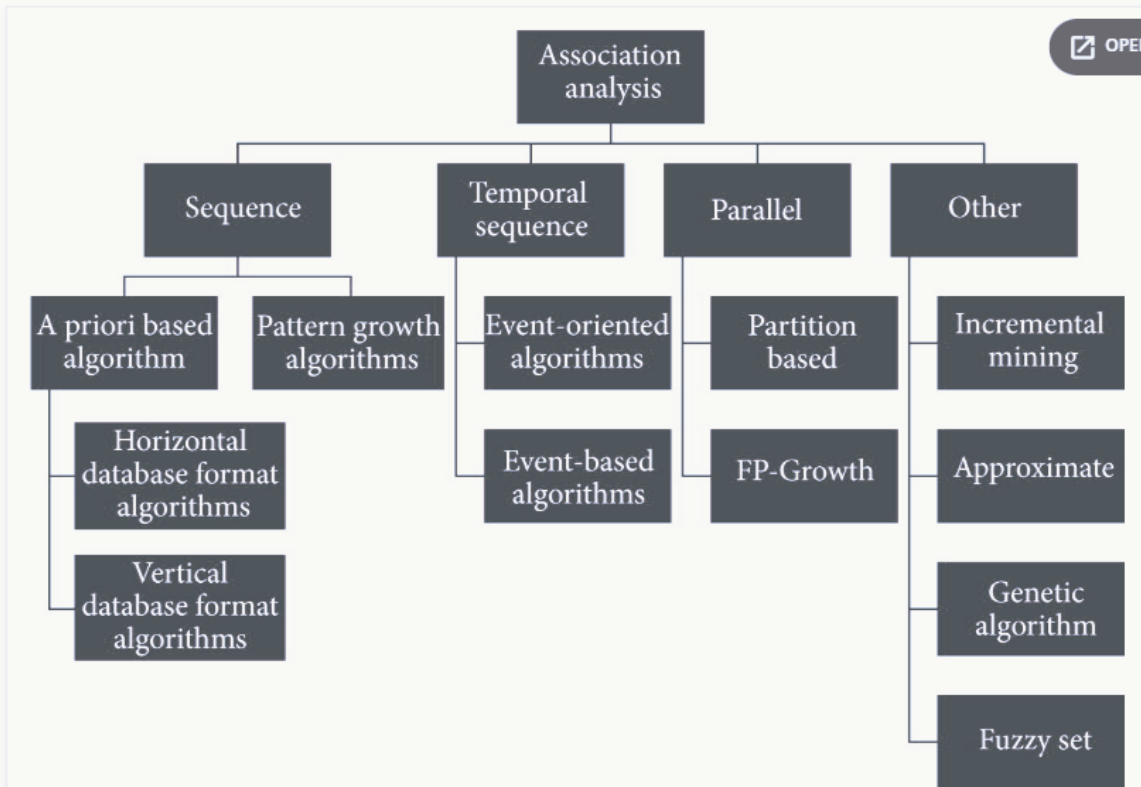 Association
analysis
OPE
Sequence
Temporal
sequence
Parallel
Other
A priori based
algorithm
Pattern growth
algorithms
Event-oriented
algorithms
Partition
based
Incremental
mining
Horizontal
database format
algorithms
Event-based
algorithms
FP-Growth
Approximate
Vertical
database format
algorithms
Genetic
algorithm
Fuzzy set